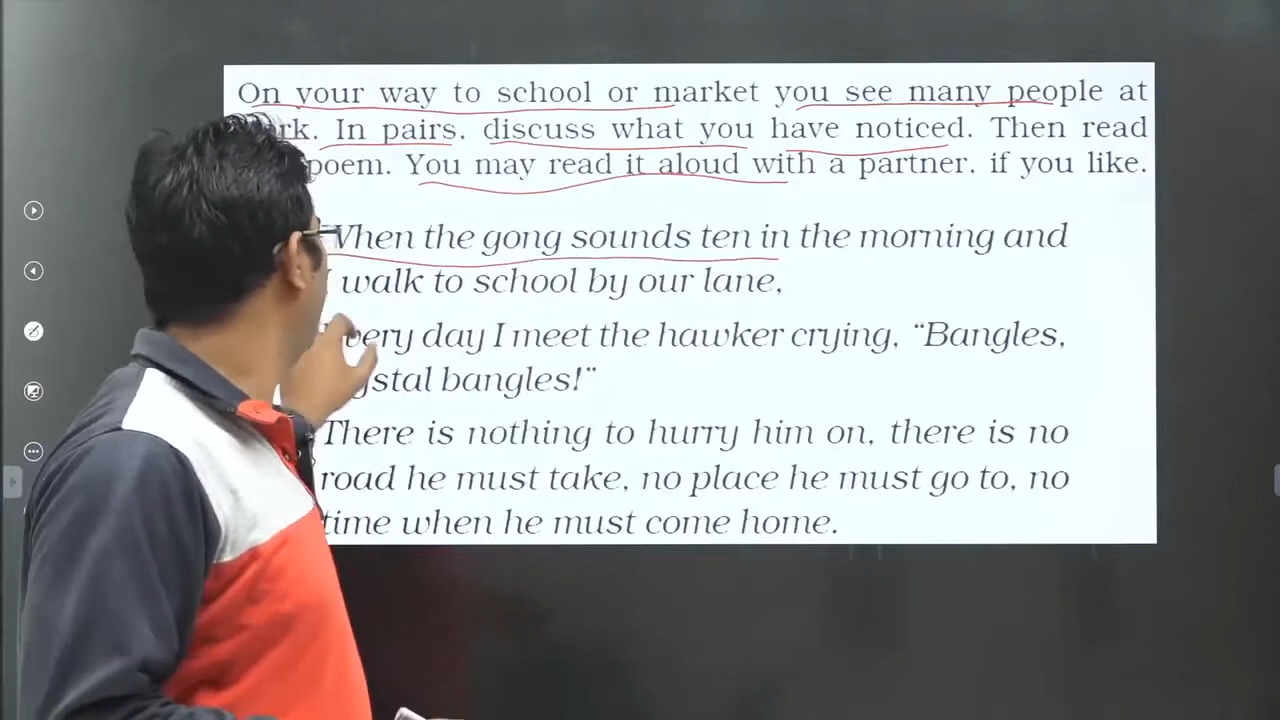 On your way to school or market you see many people at
In pairs. discuss what you have noticed. Then read
poem. You may read it aloud with a partner. if you like.
When the gong sounds ten in the morning and
walk to school by our lane,
Every day I meet the hawker crying, “Bangles,
bangles!”
There is nothing to hurry him on, there is no
road he must take, no place he must go to, no
time when he must come home.